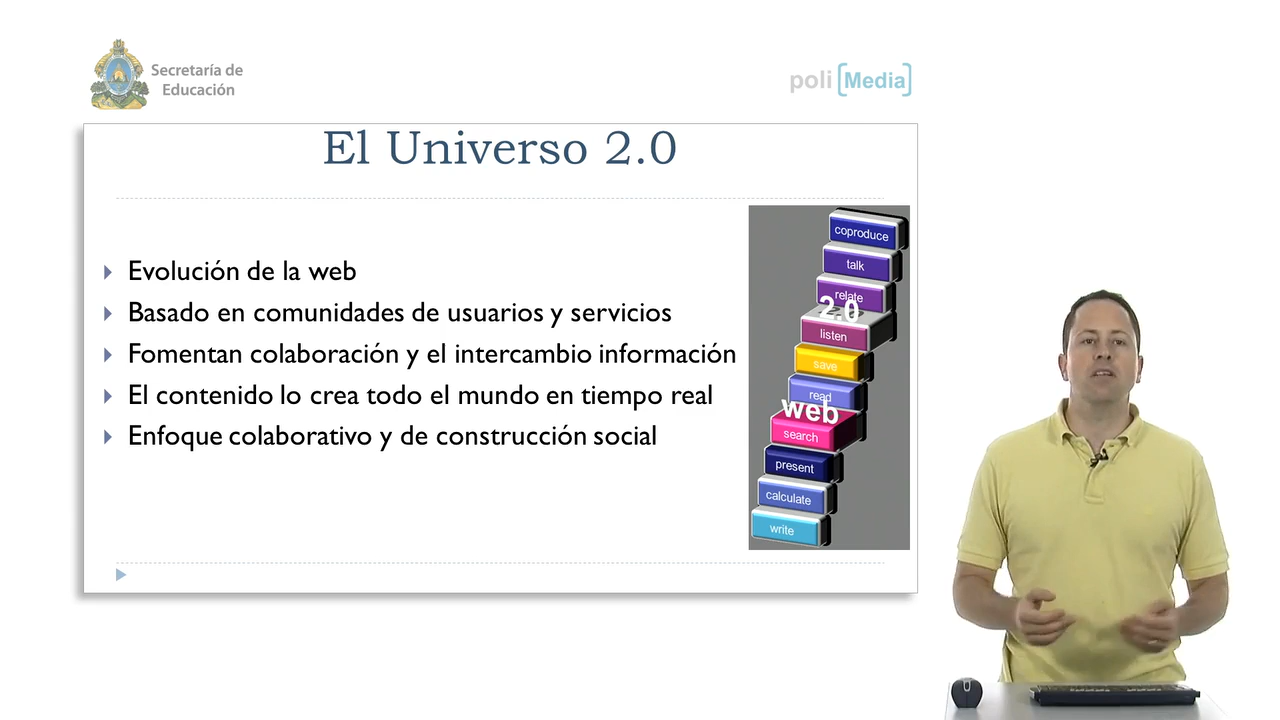 Secretaría de
Educación
poli [Media]
El Universo 2.0
Evolución de la web
Basado en comunidades de usuarios y servicios
Fomentan colaboración y el intercambio información
El contenido lo crea todo el mundo en tiempo real
Enfoque colaborativo y de construcción social
coproduce
talk
relate
2.0
listen
save
read
web
search
present
calculate
write